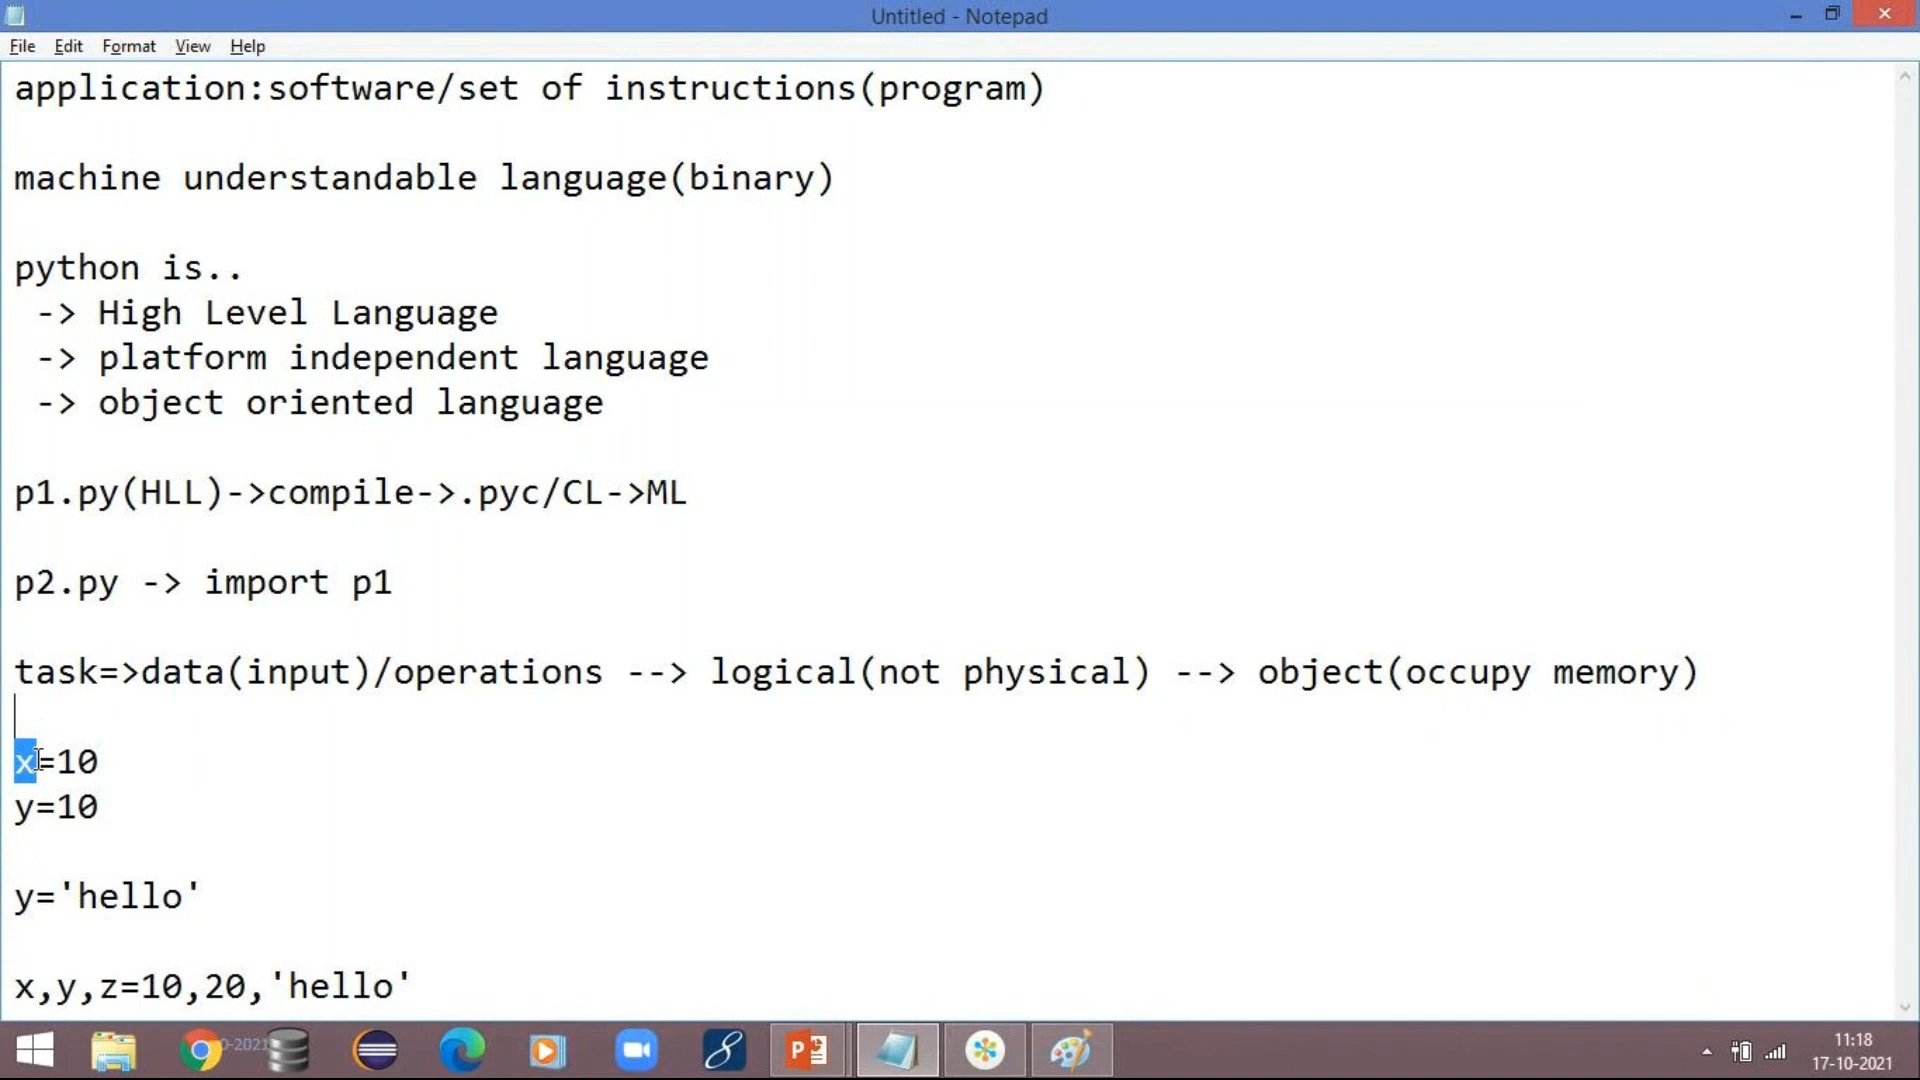 Untitled - Notepad
File Edit Format View Help
application:software/set of instructions(program)
machine understandable language(binary)
python is..
-> High Level Language
-> platform independent language
-> object oriented language
p1.py(HLL)->compile->.pyc/CL->ML
p2.py -> import p1
task=>data(input)/operations --> logical(not physical) --> object(occupy memory)
x=10
y=10
y='hello'
x,y,z=10,20,'hello'
0-2021
11:18
17-10-2021